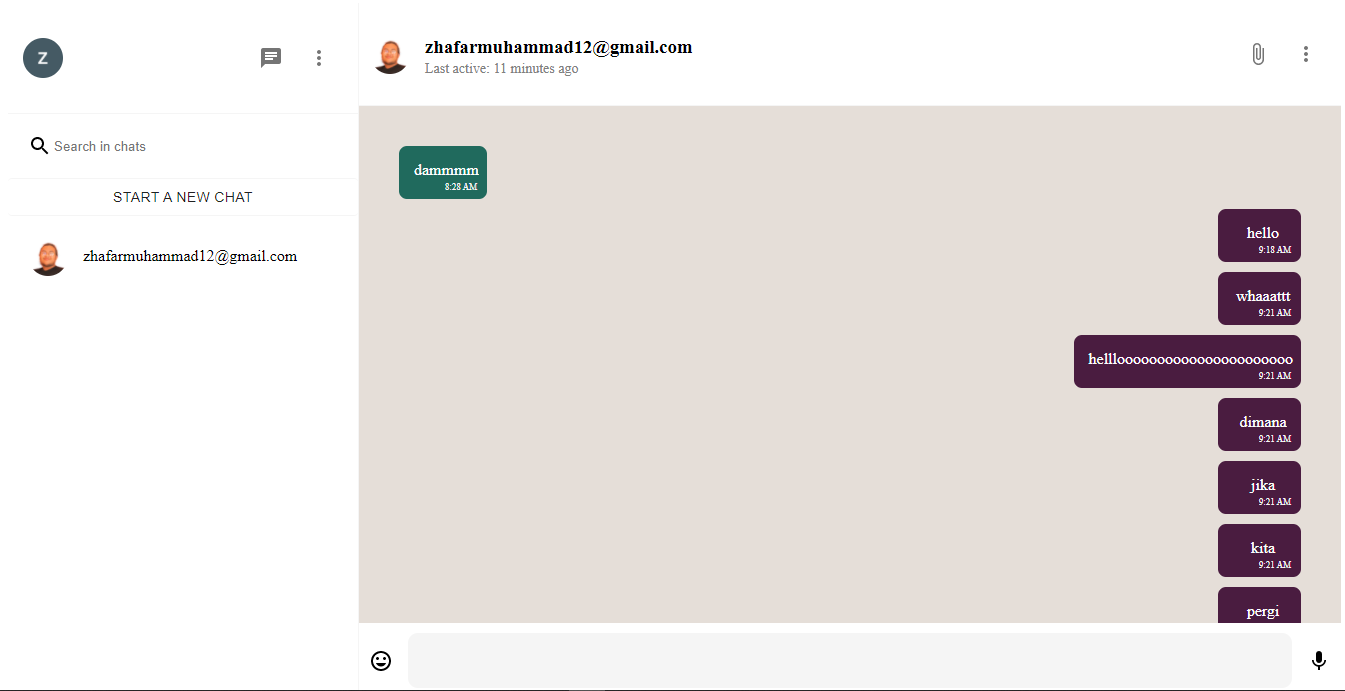 Z
zhafarmuhammad12@gmail.com
Last active: 11 minutes ago
Search in chats
START A NEW CHAT
zhafarmuhammad12@gmail.com
dammmm
8:28 AM
hello
9:18 AM
whaaattt
9:21 AM
hellloooooooooooooooooooooo
9:21 AM
dimana
9:21 AM
jika
9:21 AM
kita
9:21 AM
pergi